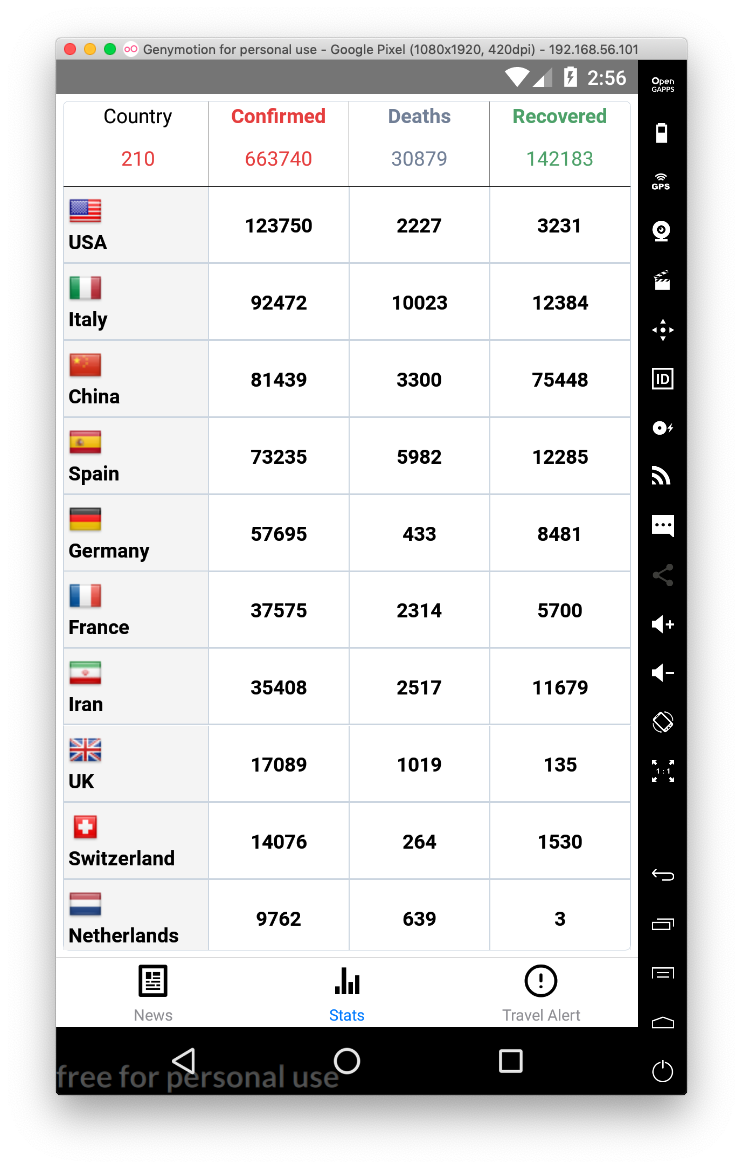 Genymotion for personal use - Google Pixel (1080x1920, 420dpi) - 192.168.56.101
2:56
Open
GAPPS
Country Confirmed Deaths Recovered
210 663740 30879 142183
USA 123750 2227 3231
Italy 92472 10023 12384
China 81439 3300 75448
Spain 73235 5982 12285
Germany 57695 433 8481
France 37575 2314 5700
Iran 35408 2517 11679
UK 17089 1019 135
Switzerland 14076 264 1530
Netherlands 9762 639 3
GPS
ID
1:1
News Stats Travel Alert
free for personal use